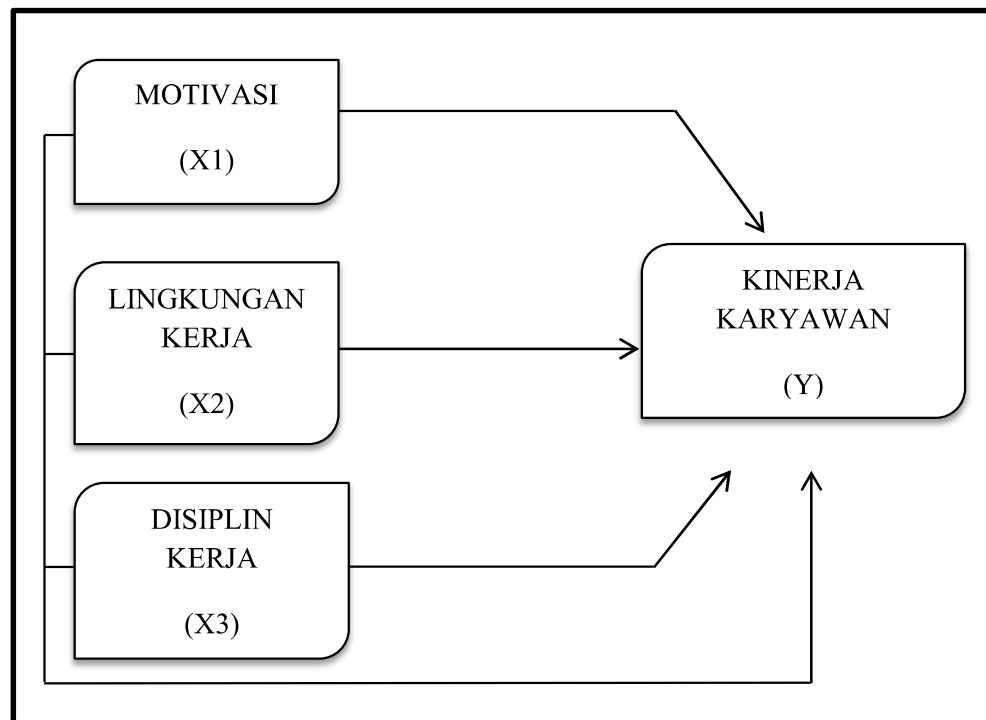 MOTIVASI
(X1)
LINGKUNGAN
KERJA
(X2)
DISIPLIN
KERJA
(X3)
KINERJA
KARYAWAN
(Y)